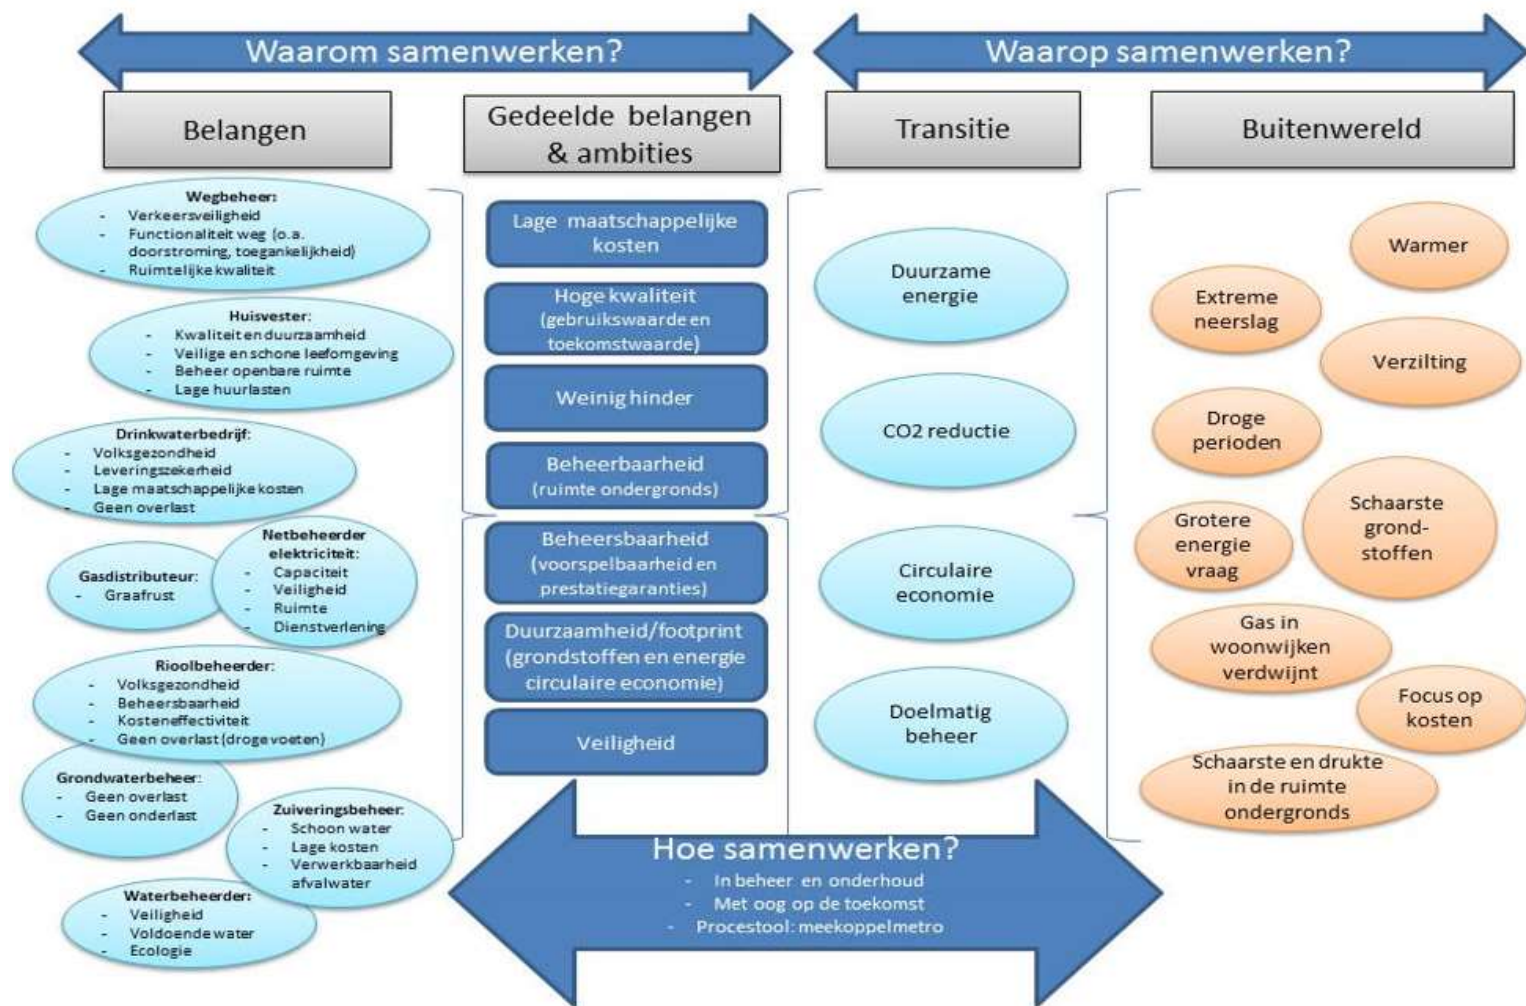 Waarom samenwerken?
Waarop samenwerken?
Belangen
Gedeelde belangen
& ambities
Transitie
Buitenwereld
Wegbeheer:
- Verkeersveiligheid
- Functionaliteit weg (o.a.
doorstroming, toegankelijkheid)
- Ruimtelijke kwaliteit
Huisvester:
- Kwaliteit en duurzaamheid
- Veilige en schone leefomgeving
- Beheer openbare ruimte
- Lage huurlasten
Drinkwaterbedrijf:
- Volksgezondheid
- Leveringszekerheid
- Lage maatschappelijke kosten
- Geen overlast
Gasdistributeur:
- Graafrust
Netbeheerder
elektriciteit:
- Capaciteit
- Veiligheid
- Ruimte
- Dienstverlening
Rioolbeheerder:
- Volksgezondheid
- Beheersbaarheid
- Kosteneffectiviteit
- Geen overlast (droge voeten)
Grondwaterbeheer:
- Geen overlast
- Geen onderlast
Zuiveringsbeheer:
- Schoon water
- Lage kosten
- Verwerkbaarheid
afvalwater
Waterbeheerder:
- Veiligheid
- Voldoende water
- Ecologie
Lage maatschappelijke
kosten
Hoge kwaliteit
(gebruikswaarde en
toekomstwaarde)
Weinig hinder
Beheerbaarheid
(ruimte ondergronds)
Beheersbaarheid
(voorspelbaarheid en
prestatiegaranties)
Duurzaamheid/footprint
(grondstoffen en energie
circulaire economie)
Veiligheid
Duurzame
energie
CO2 reductie
Circulaire
economie
Doelmatig
beheer
Warmer
Extreme
neerslag
Verzilting
Droge
perioden
Schaarste
grond-
stoffen
Grotere
energie
vraag
Gas in
woonwijken
verdwijnt
Focus op
kosten
Schaarste en drukte
in de ruimte
ondergronds
Hoe samenwerken?
- In beheer en onderhoud
- Met oog op de toekomst
- Procestool: meekoppelmetro